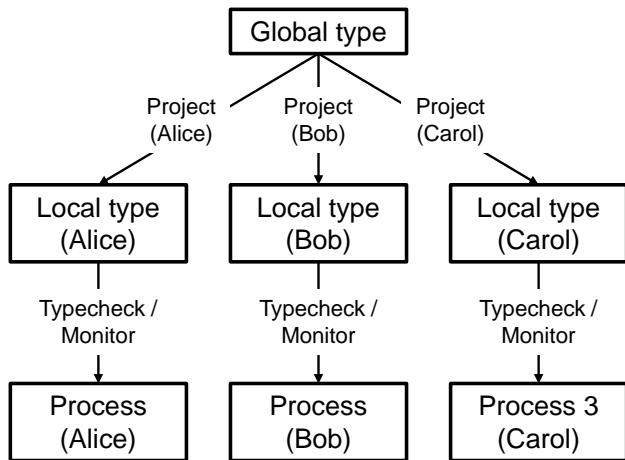 Global type
Project
(Alice)
Project
(Bob)
Project
(Carol)
Local type
(Alice)
Local type
(Bob)
Local type
(Carol)
Typecheck /
Monitor
Typecheck /
Monitor
Typecheck /
Monitor
Process
(Alice)
Process
(Bob)
Process 3
(Carol)